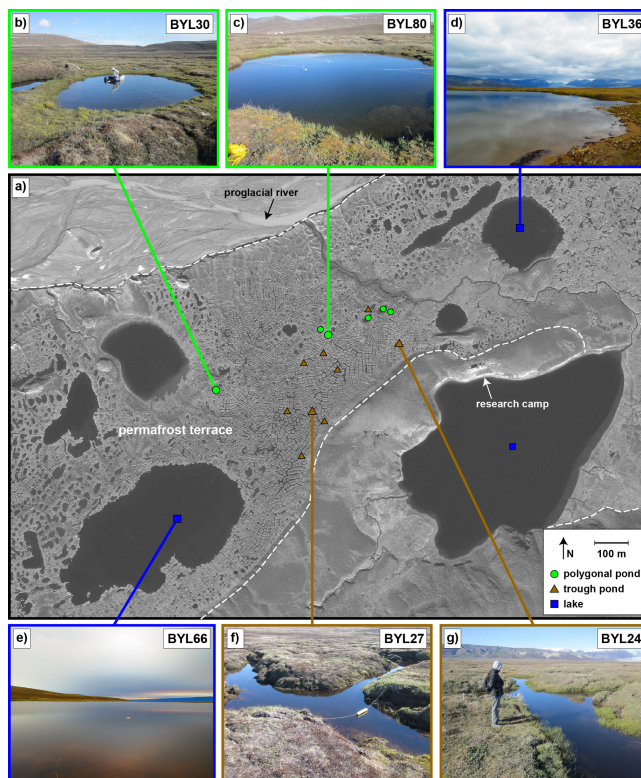 b)
BYL30
c)
BYL80
d)
BYL36
a)
proglacial river
research camp
permafrost terrace
N
100 m
polygonal pond
trough pond
lake
e)
BYL66
f)
BYL27
g)
BYL24